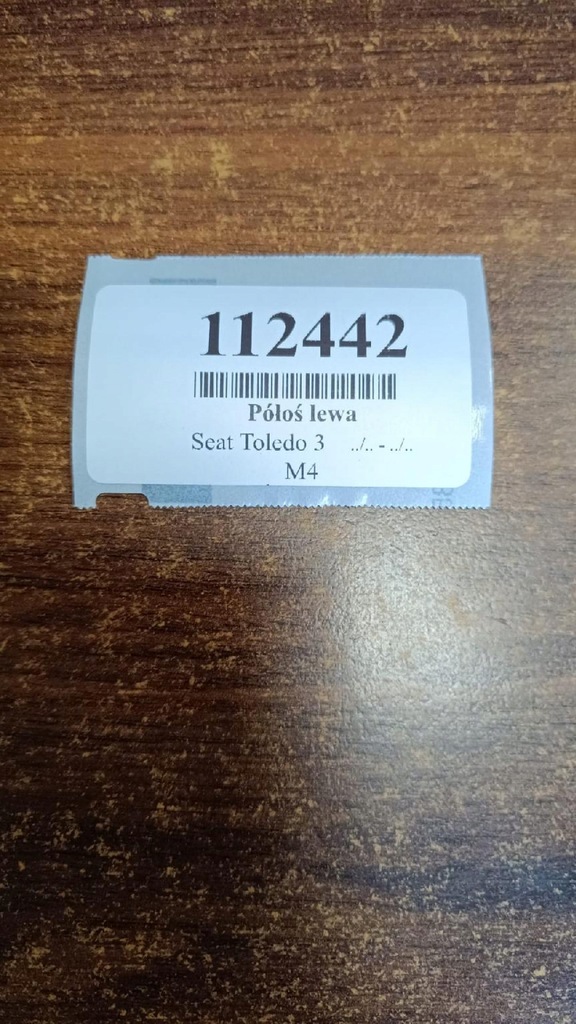 112442
Półoś lewa
Seat Toledo 3 ../.. - ../..
M4